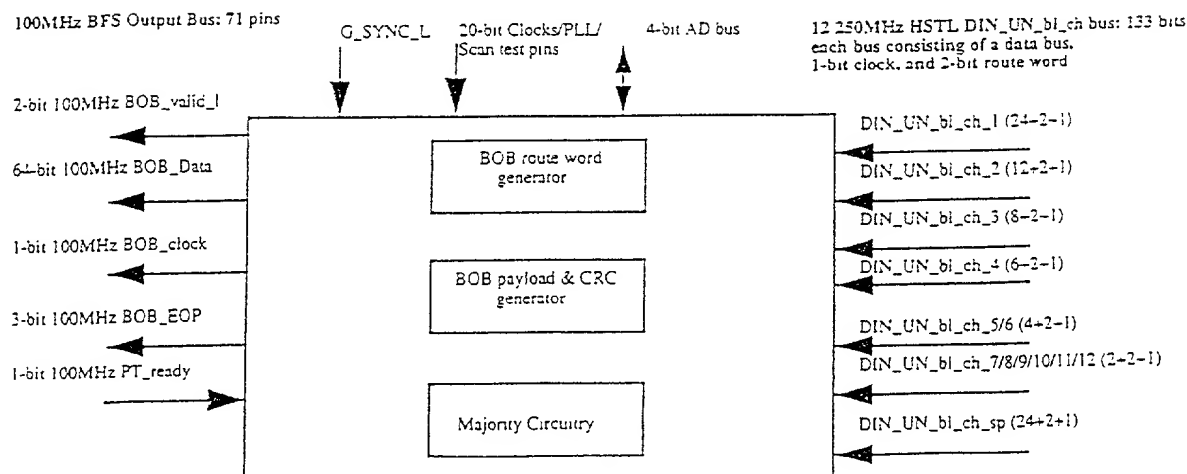 100MHz BFS Output Bus: 71 pins
G_SYNC_L
20-bit Clocks/PLL/
Scan test pins
4-bit AD bus
12 250MHz HSTL DIN_UN_bl_ch bus: 133 bits
each bus consisting of a data bus,
1-bit clock, and 2-bit route word
2-bit 100MHz BOB_valid_l
64-bit 100MHz BOB_Data
1-bit 100MHz BOB_clock
3-bit 100MHz BOB_EOP
1-bit 100MHz PT_ready
BOB route word
generator
BOB payload & CRC
generator
Majority Circuitry
DIN_UN_bl_ch_1 (24+2+1)
DIN_UN_bl_ch_2 (12+2+1)
DIN_UN_bl_ch_3 (8+2+1)
DIN_UN_bl_ch_4 (6+2+1)
DIN_UN_bl_ch_5/6 (4+2+1)
DIN_UN_bl_ch_7/8/9/10/11/12 (2+2+1)
DIN_UN_bl_ch_sp (24+2+1)